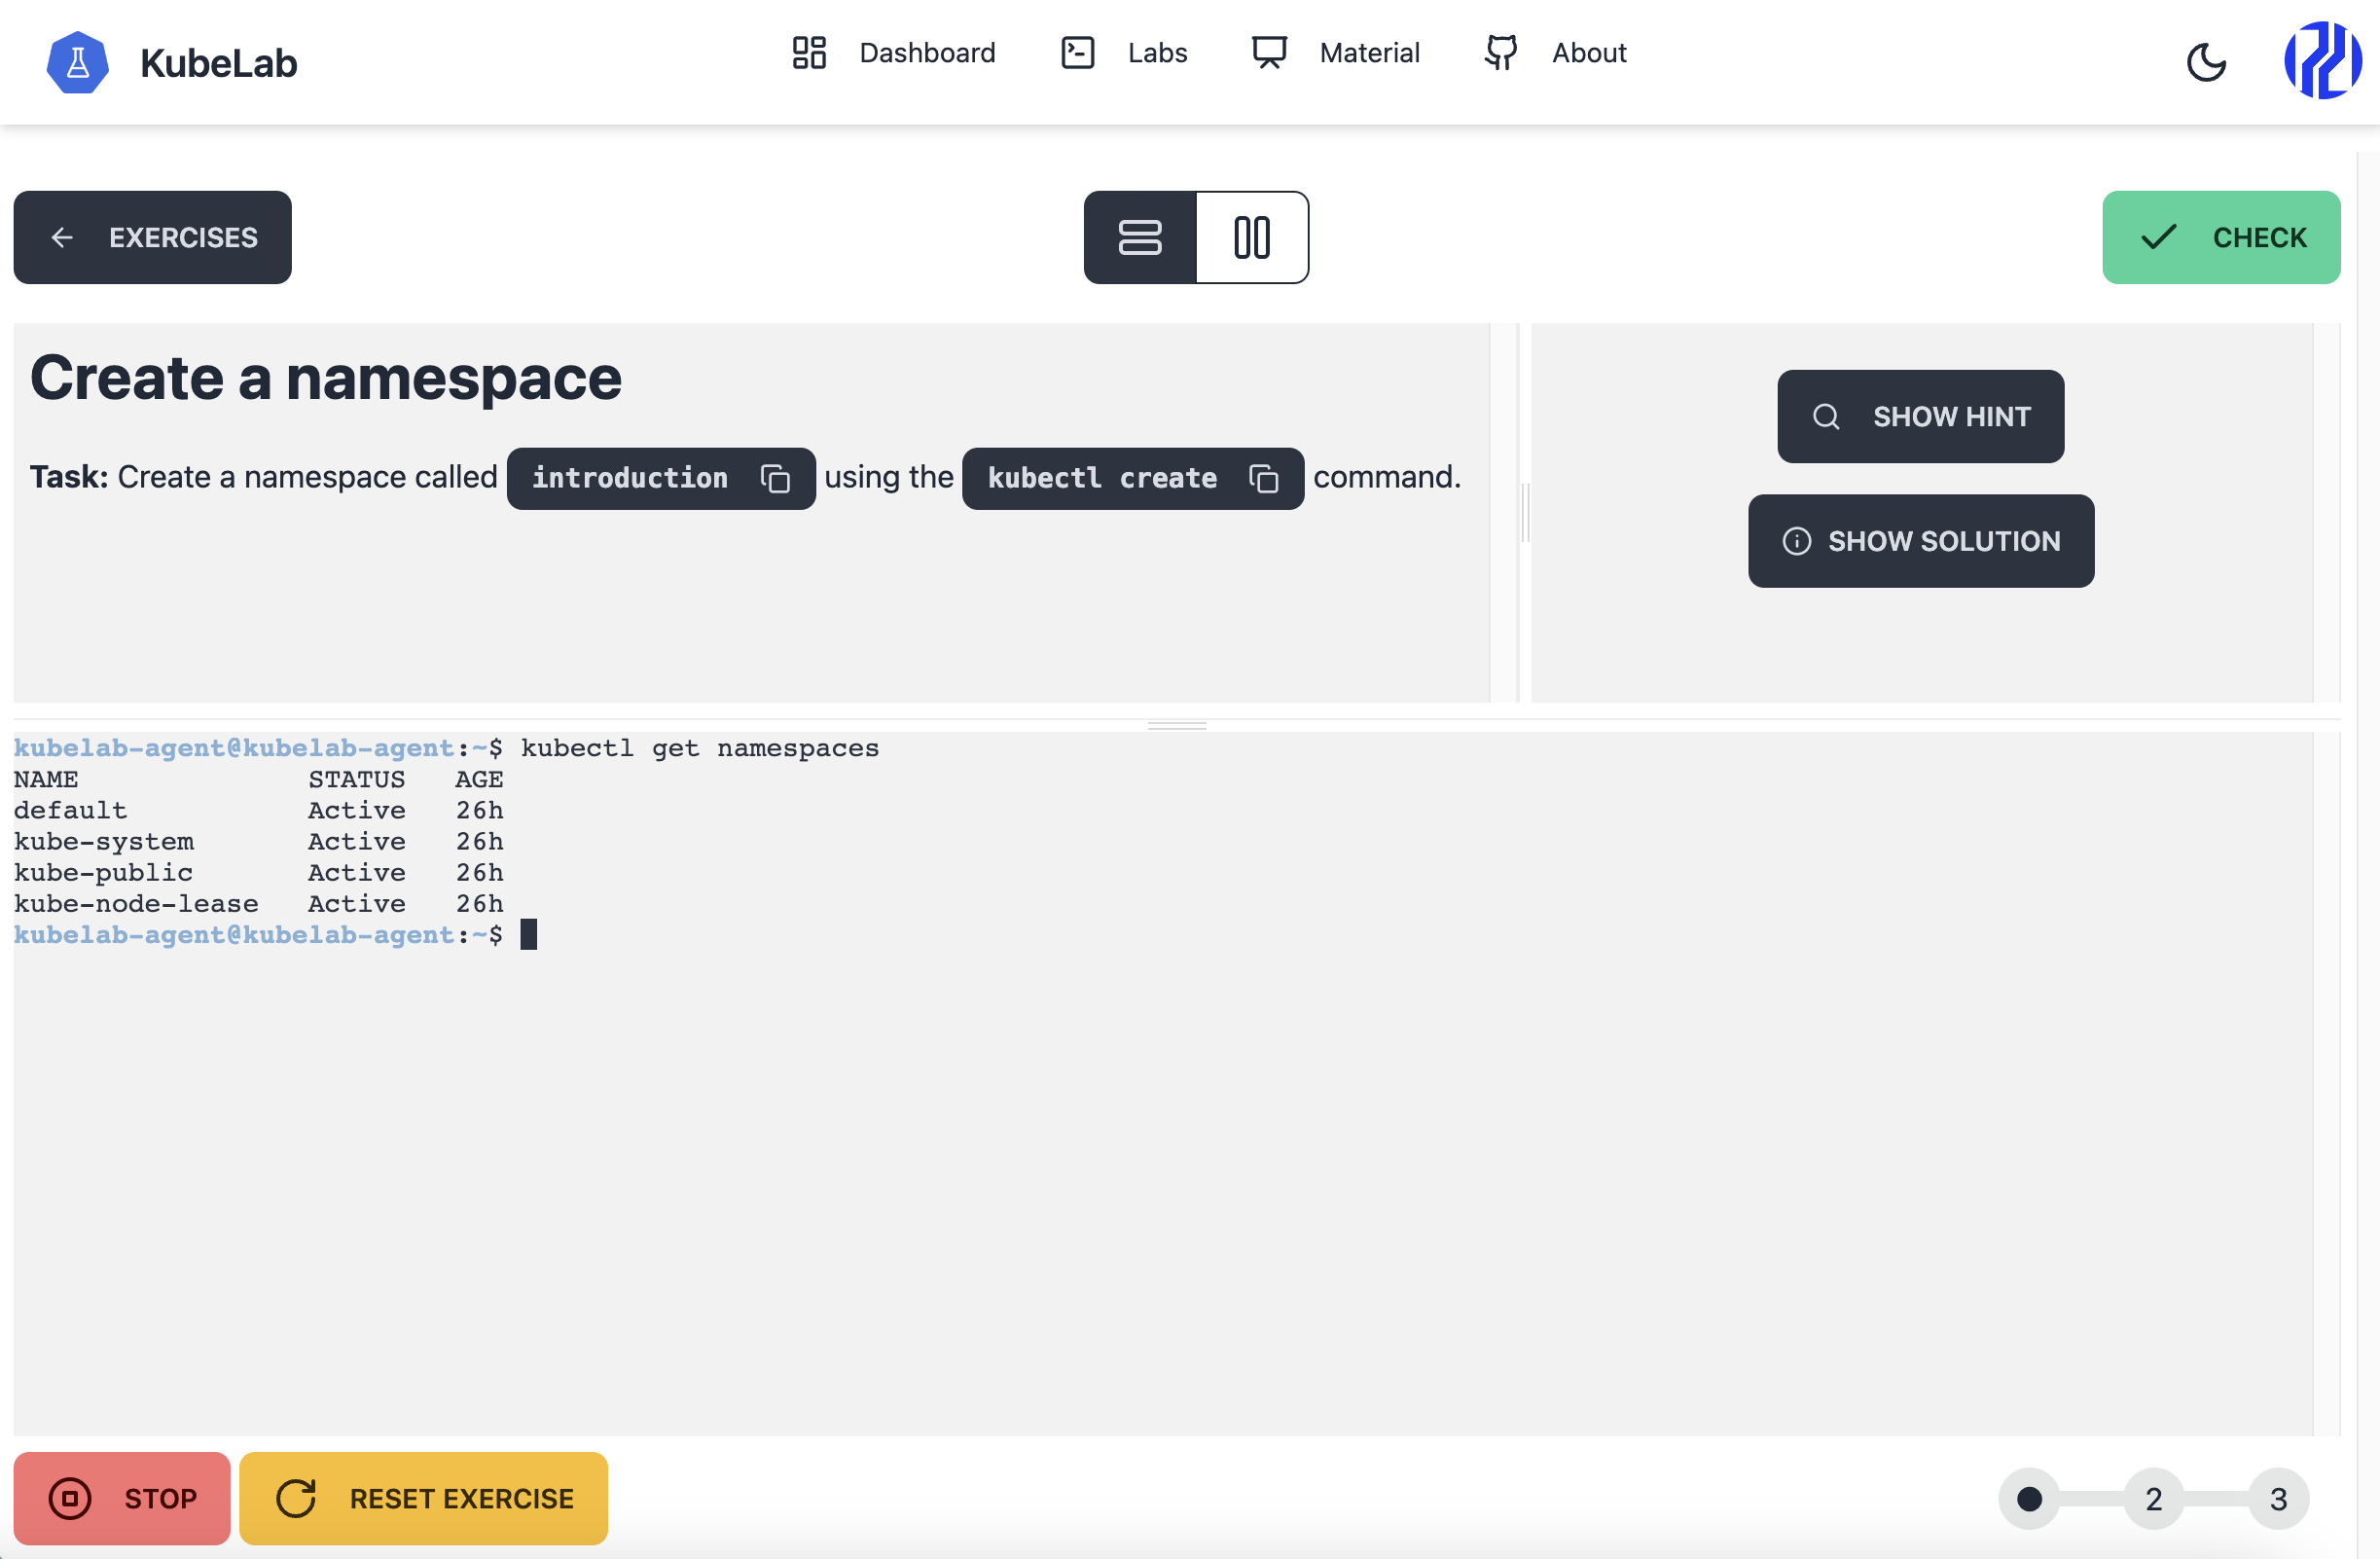 KubeLab
Dashboard
Labs
Material
About
EXERCISES
CHECK
Create a namespace
Task: Create a namespace called introduction using the kubectl create command.
SHOW HINT
SHOW SOLUTION
kubelab-agent@kubelab-agent:~$ kubectl get namespaces
NAME STATUS AGE
default Active 26h
kube-system Active 26h
kube-public Active 26h
kube-node-lease Active 26h
kubelab-agent@kubelab-agent:~$
STOP
RESET EXERCISE
2
3